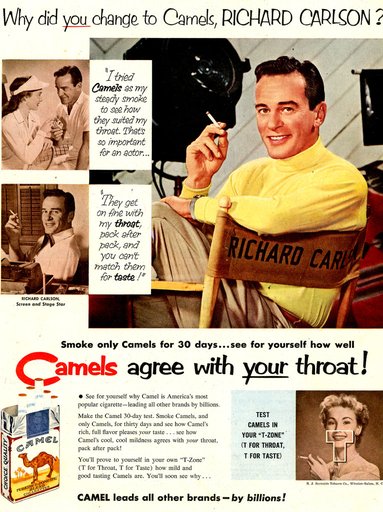 Why did you change to Camels, RICHARD CARLSON?
"I tried
Camels as my
steady smoke
to see how
they suited my
throat. That's
so important
for an actor...
"They get
on fine with
my throat,
pack after
pack, and
you can't
match them
for taste!"
RICHARD CARLSON,
Screen and Stage Star
RICHARD CARL
Smoke only Camels for 30 days...see for yourself how well
Camels agree with your throat!
● See for yourself why Camel is America's most
popular cigarette—leading all other brands by billions.
Make the Camel 30-day test. Smoke Camels, and
only Camels, for thirty days and see how Camel's
rich, full flavor pleases your taste . . . see how
Camel's cool, cool mildness agrees with your throat,
pack after pack!
You'll prove to yourself in your own "T-Zone"
(T for Throat, T for Taste) how mild and
good tasting Camels are. You'll soon see why . . .
CAMEL leads all other brands—by billions!
CHOICE QUALITY
CAMEL
TEST
CAMELS IN
YOUR "T-ZONE"
(T FOR THROAT,
T FOR TASTE)
T
R. J. Reynolds Tobacco Co., Winston-Salem, N. C.